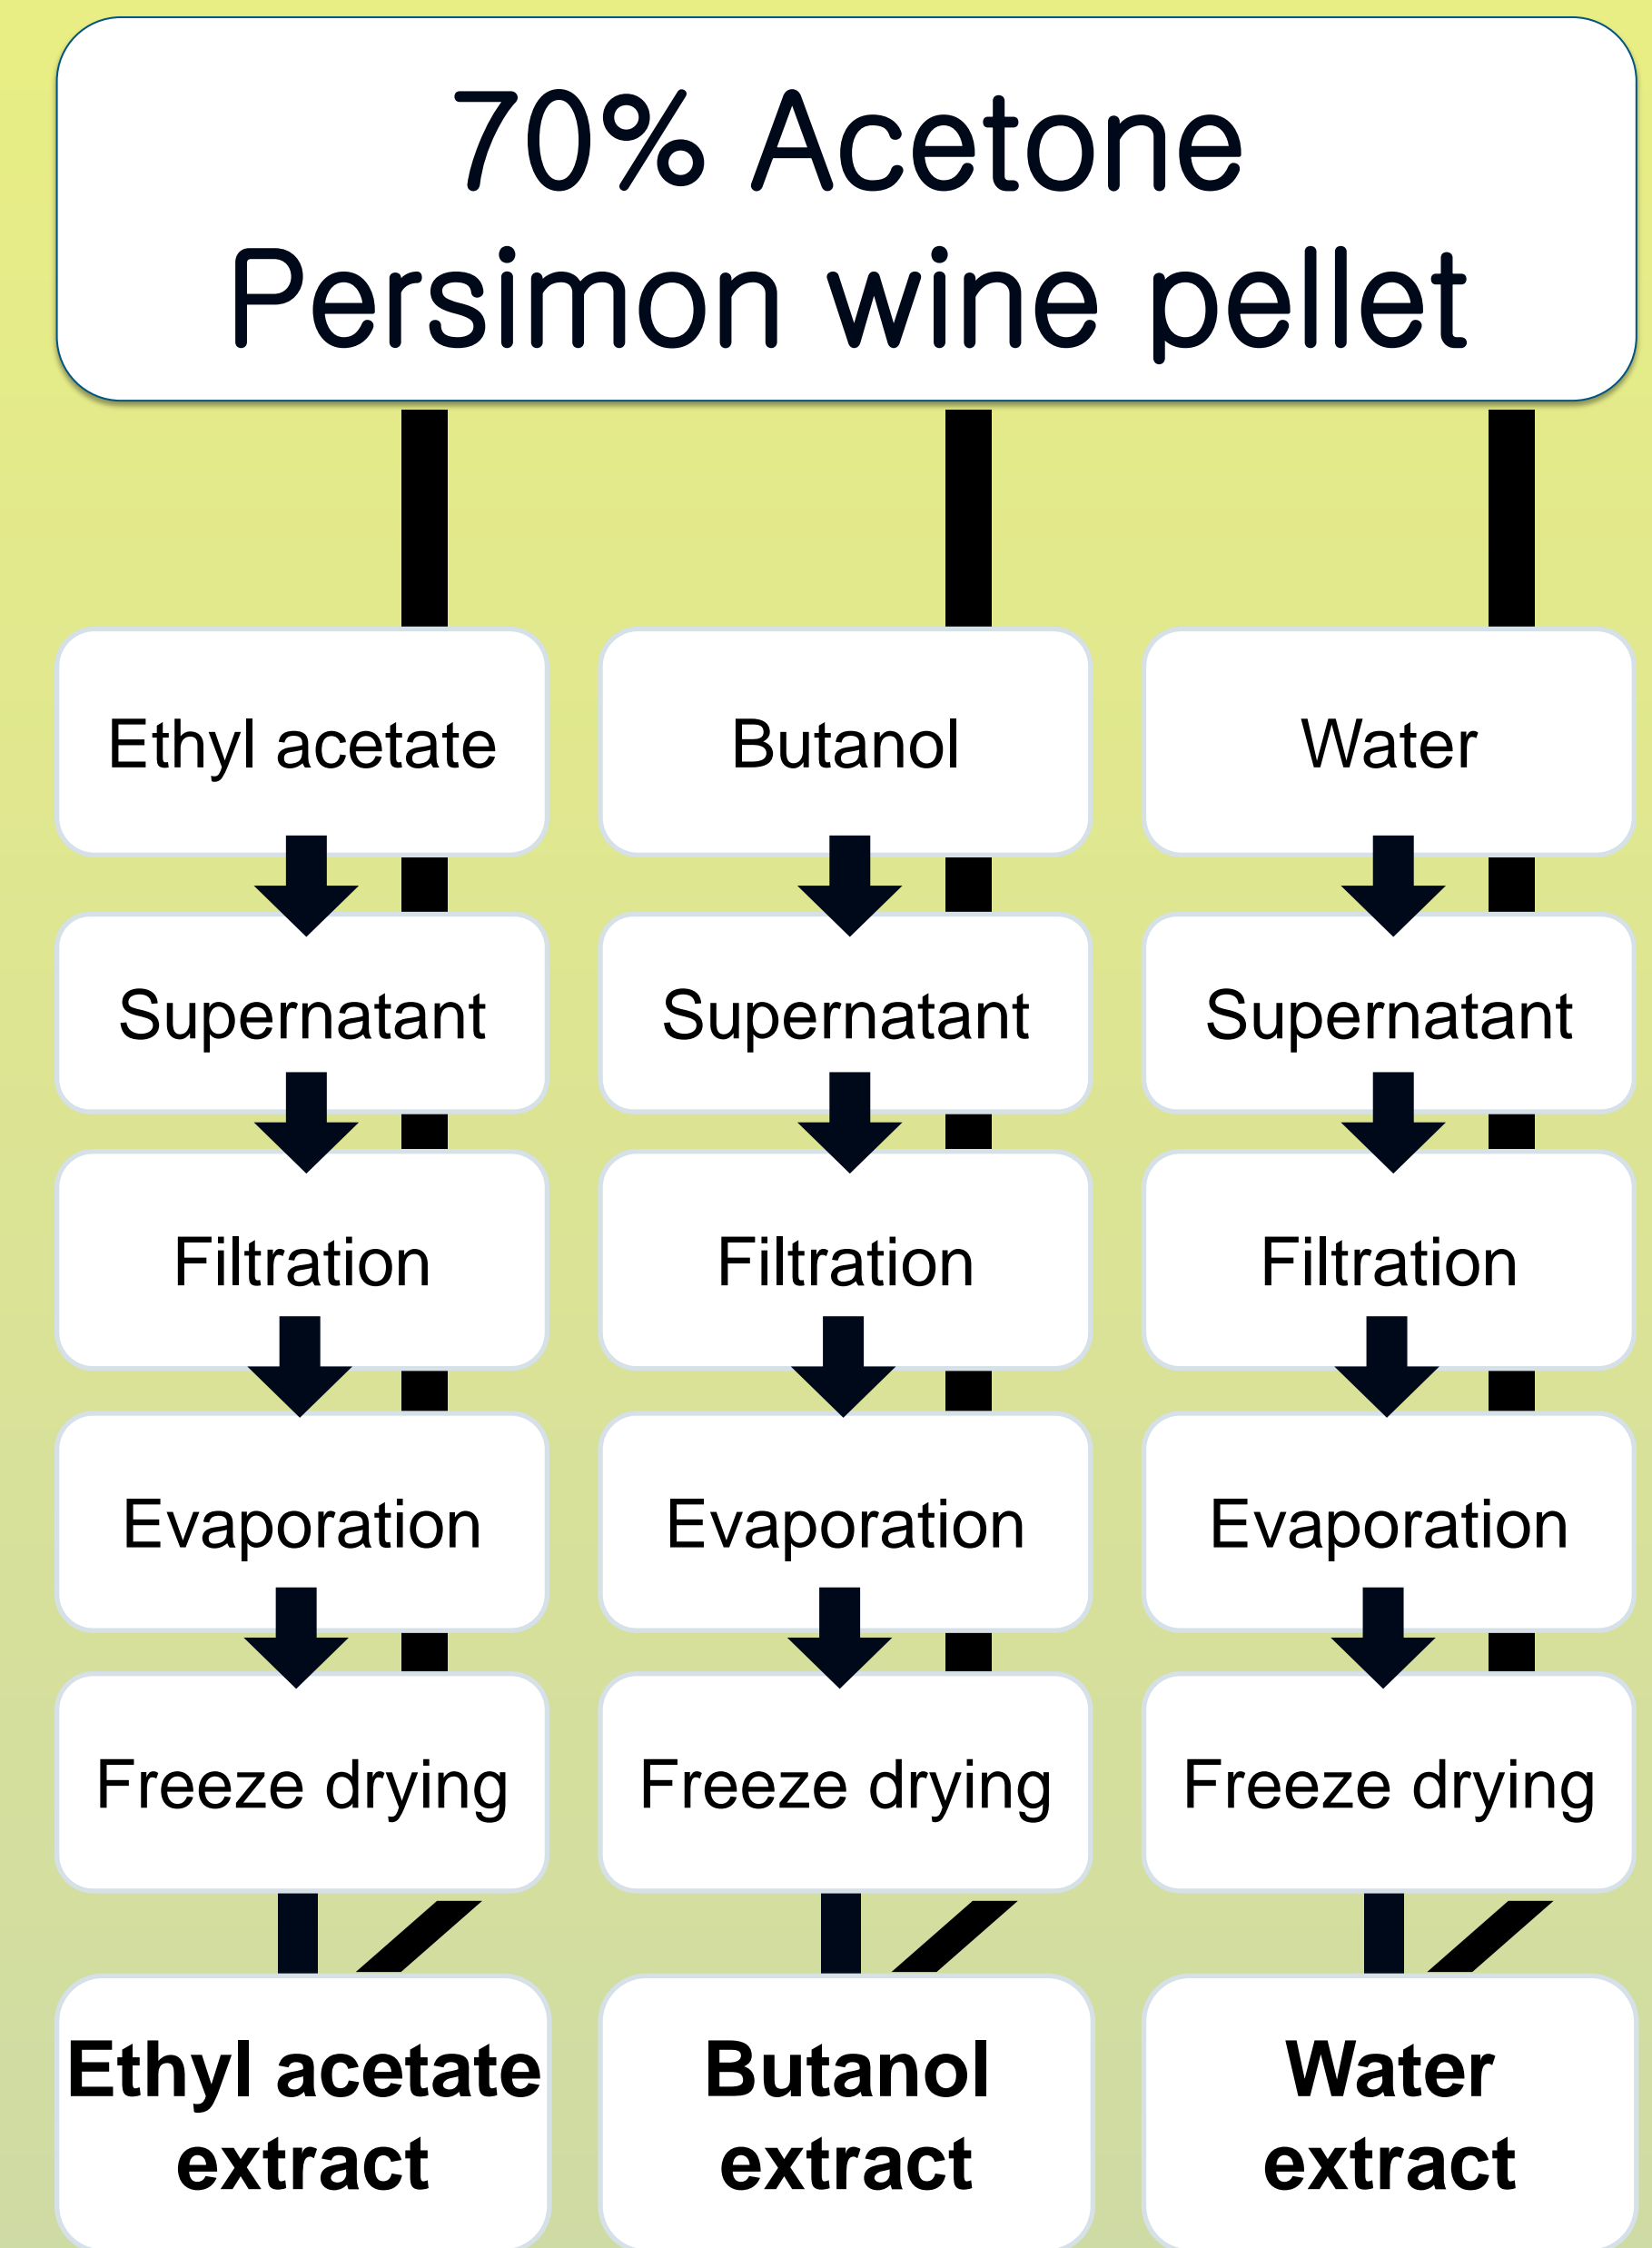 70% Acetone
Persimon wine pellet
Ethyl acetate
Butanol
Water
Supernatant
Supernatant
Supernatant
Filtration
Filtration
Filtration
Evaporation
Evaporation
Evaporation
Freeze drying
Freeze drying
Freeze drying
Ethyl acetate
extract
Butanol
extract
Water
extract